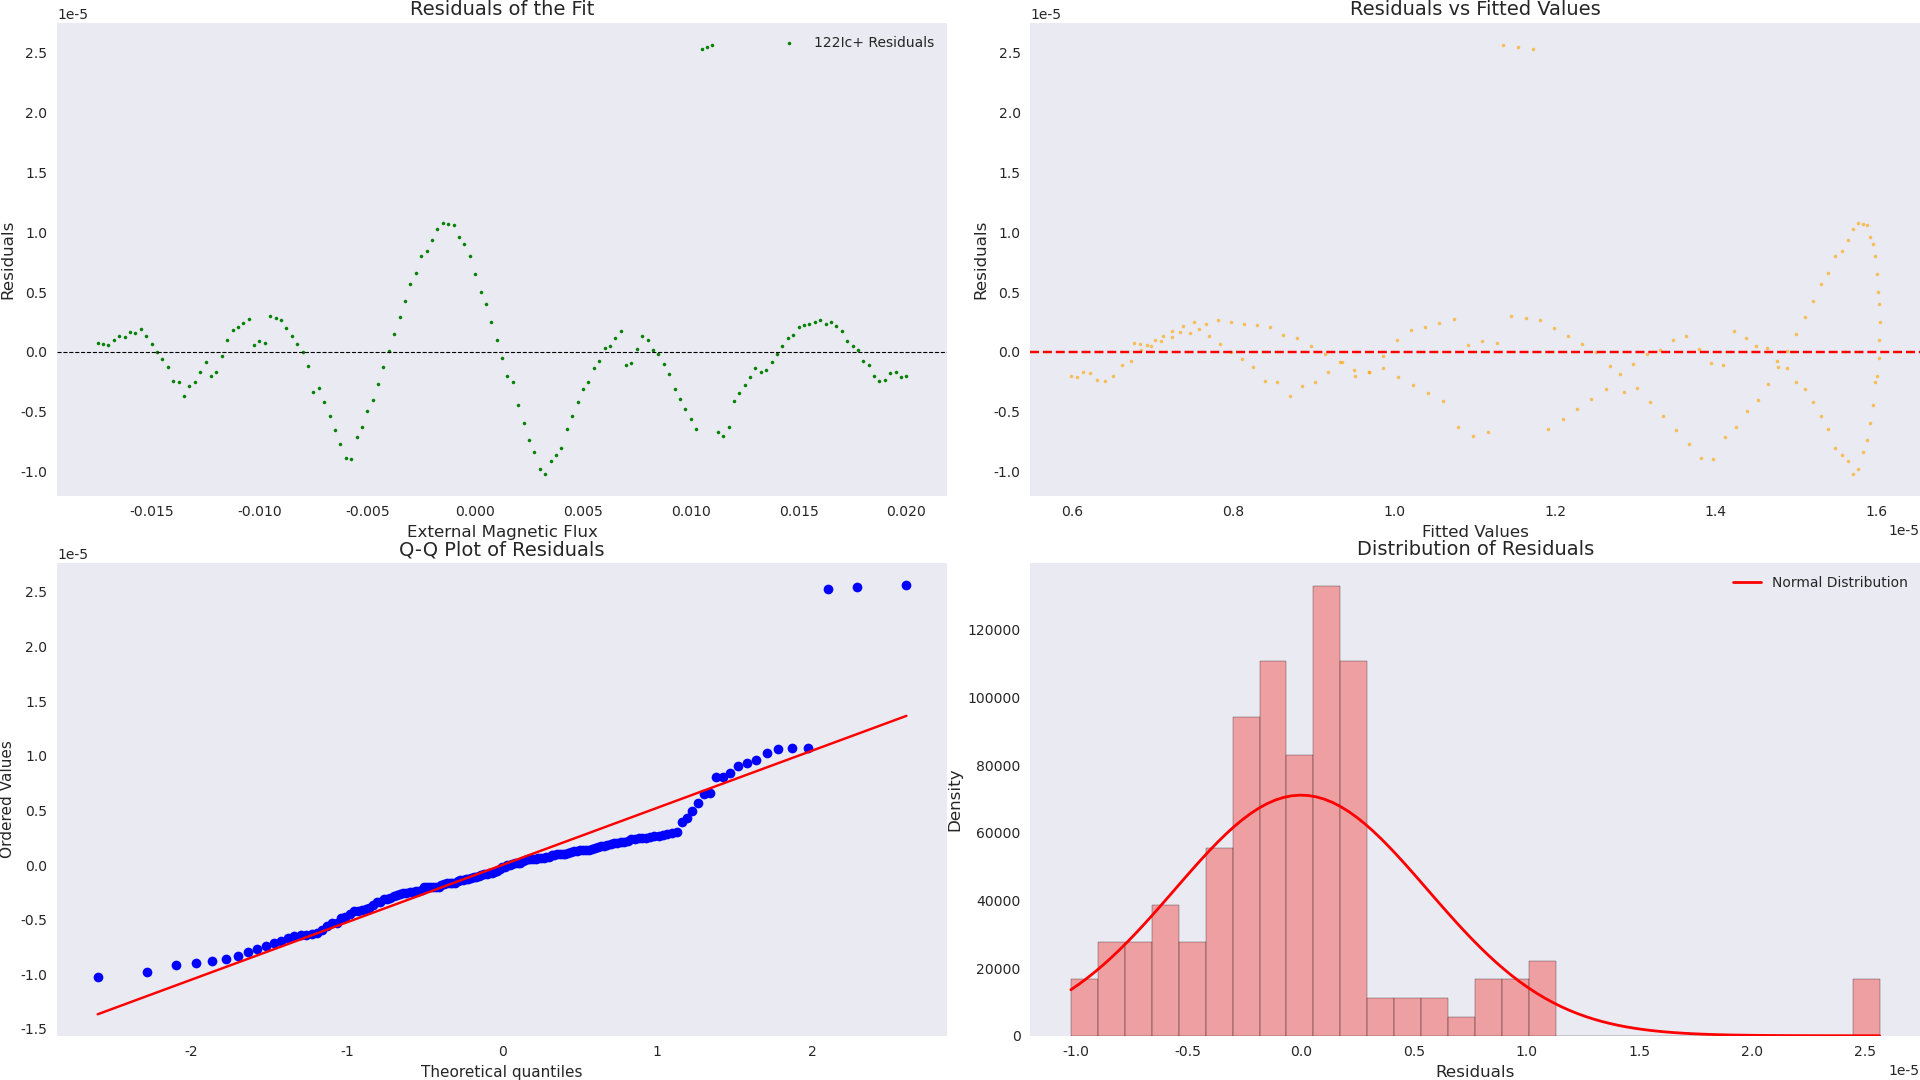 Residuals of the Fit
1e-5
122Ic+ Residuals
2.5
2.0
1.5
1.0
0.5
0.0
-0.5
-1.0
Residuals
-0.015 -0.010 -0.005 0.000 0.005 0.010 0.015 0.020
External Magnetic Flux
Residuals vs Fitted Values
1e-5
2.5
2.0
1.5
1.0
0.5
0.0
-0.5
-1.0
Residuals
0.6 0.8 1.0 1.2 1.4 1.6
1e-5
Fitted Values
Q-Q Plot of Residuals
1e-5
2.5
2.0
1.5
1.0
0.5
0.0
-0.5
-1.0
-1.5
Ordered Values
-2 -1 0 1 2
Theoretical quantiles
Distribution of Residuals
Normal Distribution
120000
100000
80000
60000
40000
20000
0
Density
-1.0 -0.5 0.0 0.5 1.0 1.5 2.0 2.5
1e-5
Residuals